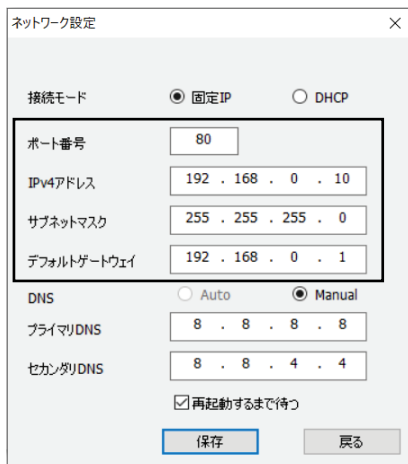 ネットワーク設定
接続モード 固定IP DHCP
ポート番号 80
IPv4アドレス 192 . 168 . 0 . 10
サブネットマスク 255 . 255 . 255 . 0
デフォルトゲートウェイ 192 . 168 . 0 . 1
DNS Auto Manual
プライマリDNS 8 . 8 . 8 . 8
セカンダリDNS 8 . 8 . 4 . 4
再起動するまで待つ
保存 戻る